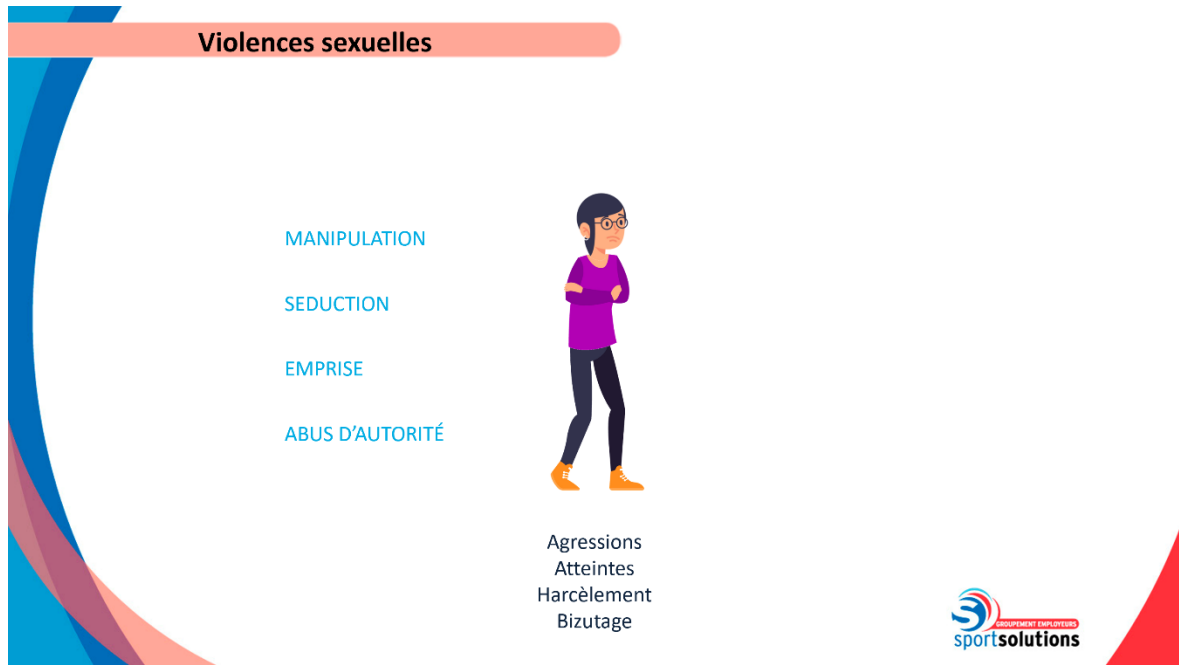 Violences sexuelles
MANIPULATION
SEDUCTION
EMPRISE
ABUS D’AUTORITÉ
Agressions
Atteintes
Harcèlement
Bizutage
GROUPEMENT EMPLOYEURS
sportsolutions